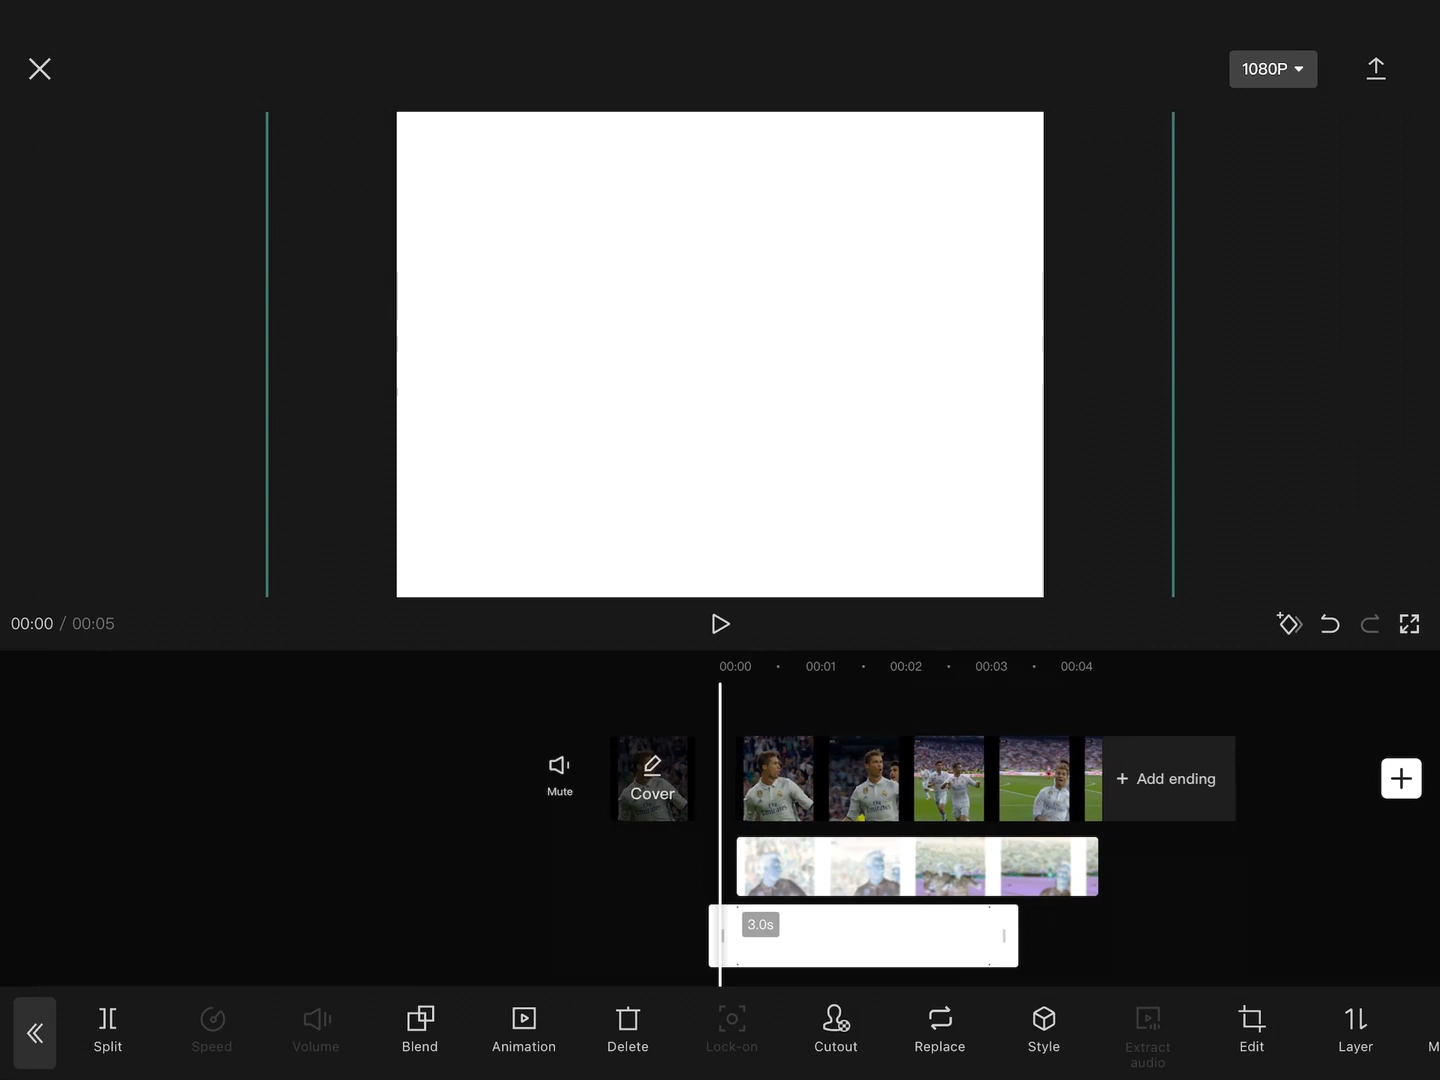 1080P
00:00 / 00:05
00:00 • 00:01 • 00:02 • 00:03 • 00:04
Mute
Cover
+ Add ending
3.0s
Split
Speed
Volume
Blend
Animation
Delete
Lock-on
Cutout
Replace
Style
Extract
audio
Edit
Layer
M